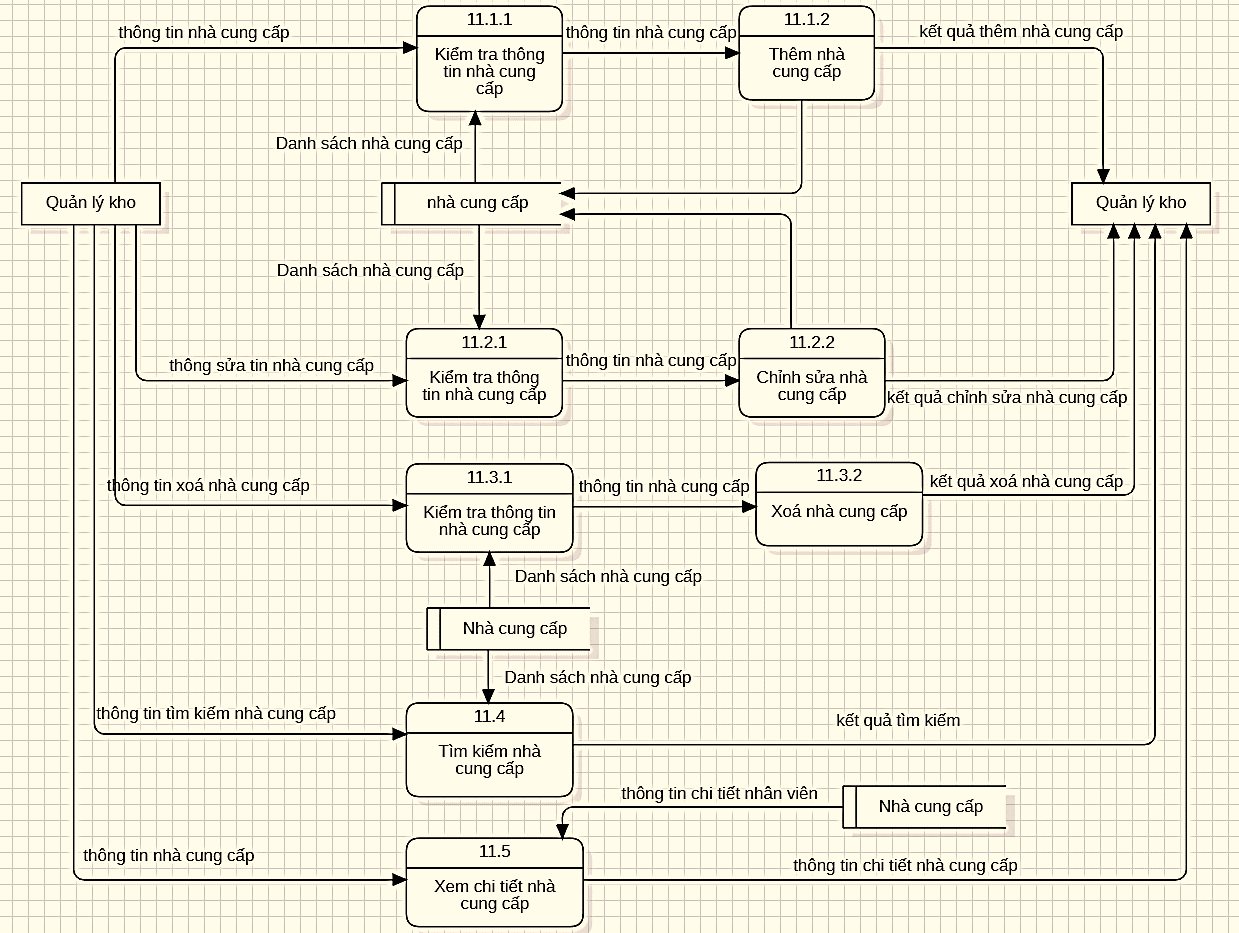 11.1.1
11.1.2
thông tin nhà cung cấp
thông tin nhà cung cấp
kết quả thêm nhà cung cấp
Kiểm tra thông
tin nhà cung
cấp
Thêm nhà
cung cấp
Danh sách nhà cung cấp
Quản lý kho
nhà cung cấp
Quản lý kho
Danh sách nhà cung cấp
11.2.1
11.2.2
thông sửa tin nhà cung cấp
thông tin nhà cung cấp
Kiểm tra thông
tin nhà cung cấp
Chỉnh sửa nhà
cung cấp
kết quả chỉnh sửa nhà cung cấp
11.3.1
11.3.2
thông tin xoá nhà cung cấp
thông tin nhà cung cấp
kết quả xoá nhà cung cấp
Kiểm tra thông tin
nhà cung cấp
Xoá nhà cung cấp
Danh sách nhà cung cấp
Nhà cung cấp
Danh sách nhà cung cấp
11.4
thông tin tìm kiếm nhà cung cấp
kết quả tìm kiếm
Tìm kiếm nhà
cung cấp
thông tin chi tiết nhân viên
Nhà cung cấp
11.5
thông tin nhà cung cấp
thông tin chi tiết nhà cung cấp
Xem chi tiết nhà
cung cấp